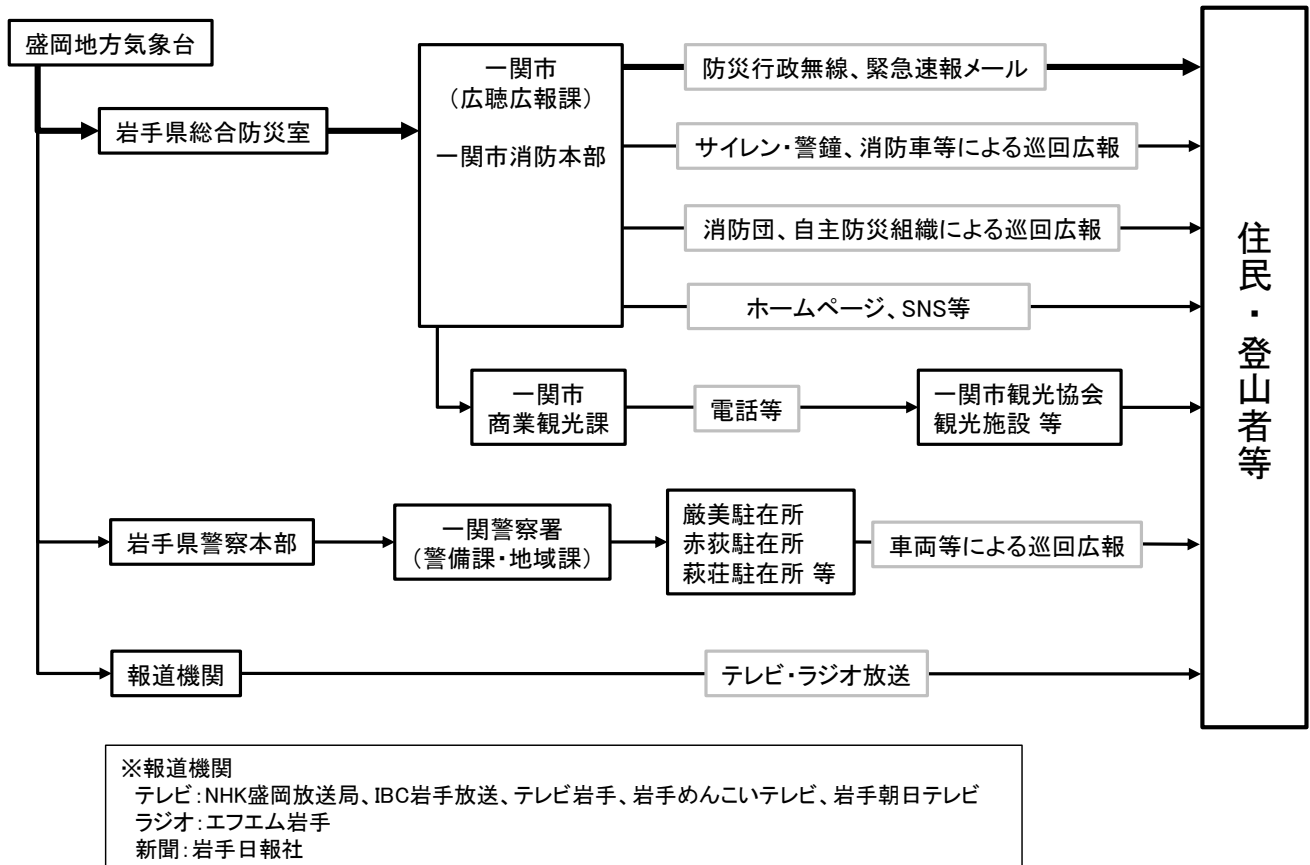 盛岡地方気象台
岩手県総合防災室
一関市
（広聴広報課）
一関市消防本部
防災行政無線、緊急速報メール
サイレン・警鐘、消防車等による巡回広報
消防団、自主防災組織による巡回広報
ホームページ、SNS等
一関市
商業観光課
電話等
一関市観光協会
観光施設 等
岩手県警察本部
一関警察署
（警備課・地域課）
厳美駐在所
赤荻駐在所
萩荘駐在所 等
車両等による巡回広報
報道機関
テレビ・ラジオ放送
住民・登山者等
※報道機関
テレビ：NHK盛岡放送局、IBC岩手放送、テレビ岩手、岩手めんこいテレビ、岩手朝日テレビ
ラジオ：エフエム岩手
新聞：岩手日報社